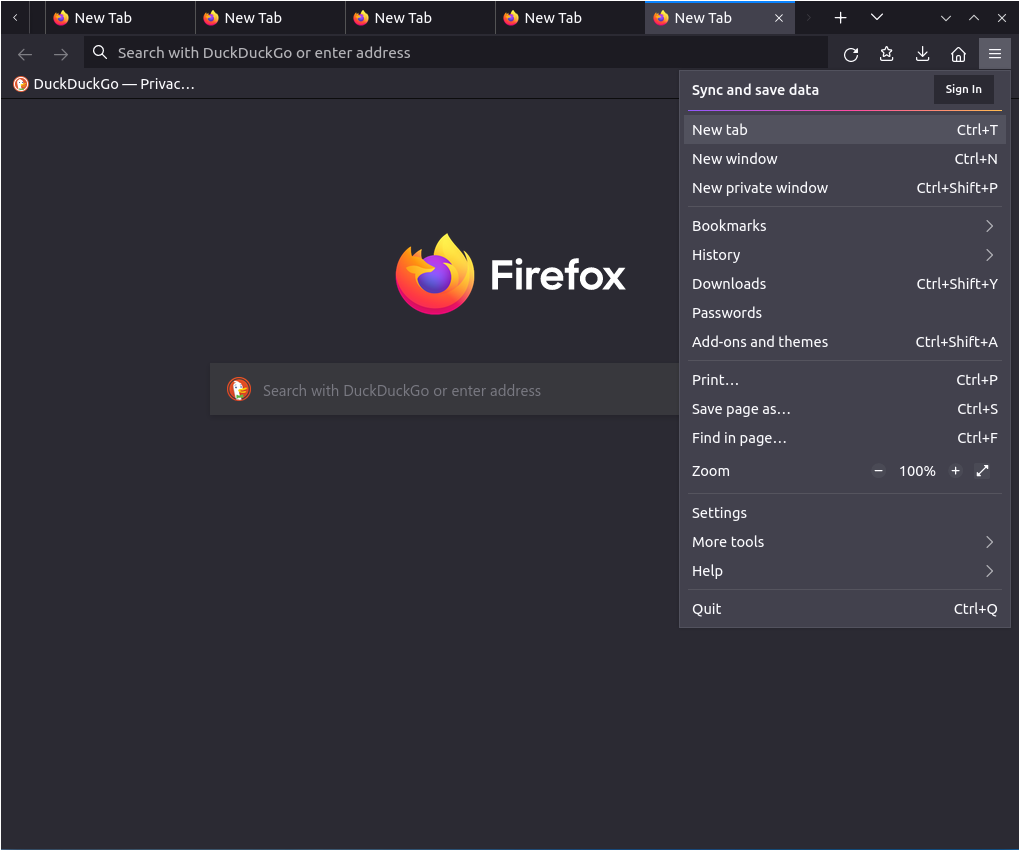 New Tab New Tab New Tab New Tab New Tab
Search with DuckDuckGo or enter address
DuckDuckGo — Privac…
Sync and save data Sign In
New tab Ctrl+T
New window Ctrl+N
New private window Ctrl+Shift+P
Bookmarks
History
Downloads Ctrl+Shift+Y
Passwords
Add-ons and themes Ctrl+Shift+A
Print… Ctrl+P
Save page as… Ctrl+S
Find in page… Ctrl+F
Zoom − 100% +
Settings
More tools
Help
Quit Ctrl+Q
Firefox
Search with DuckDuckGo or enter address